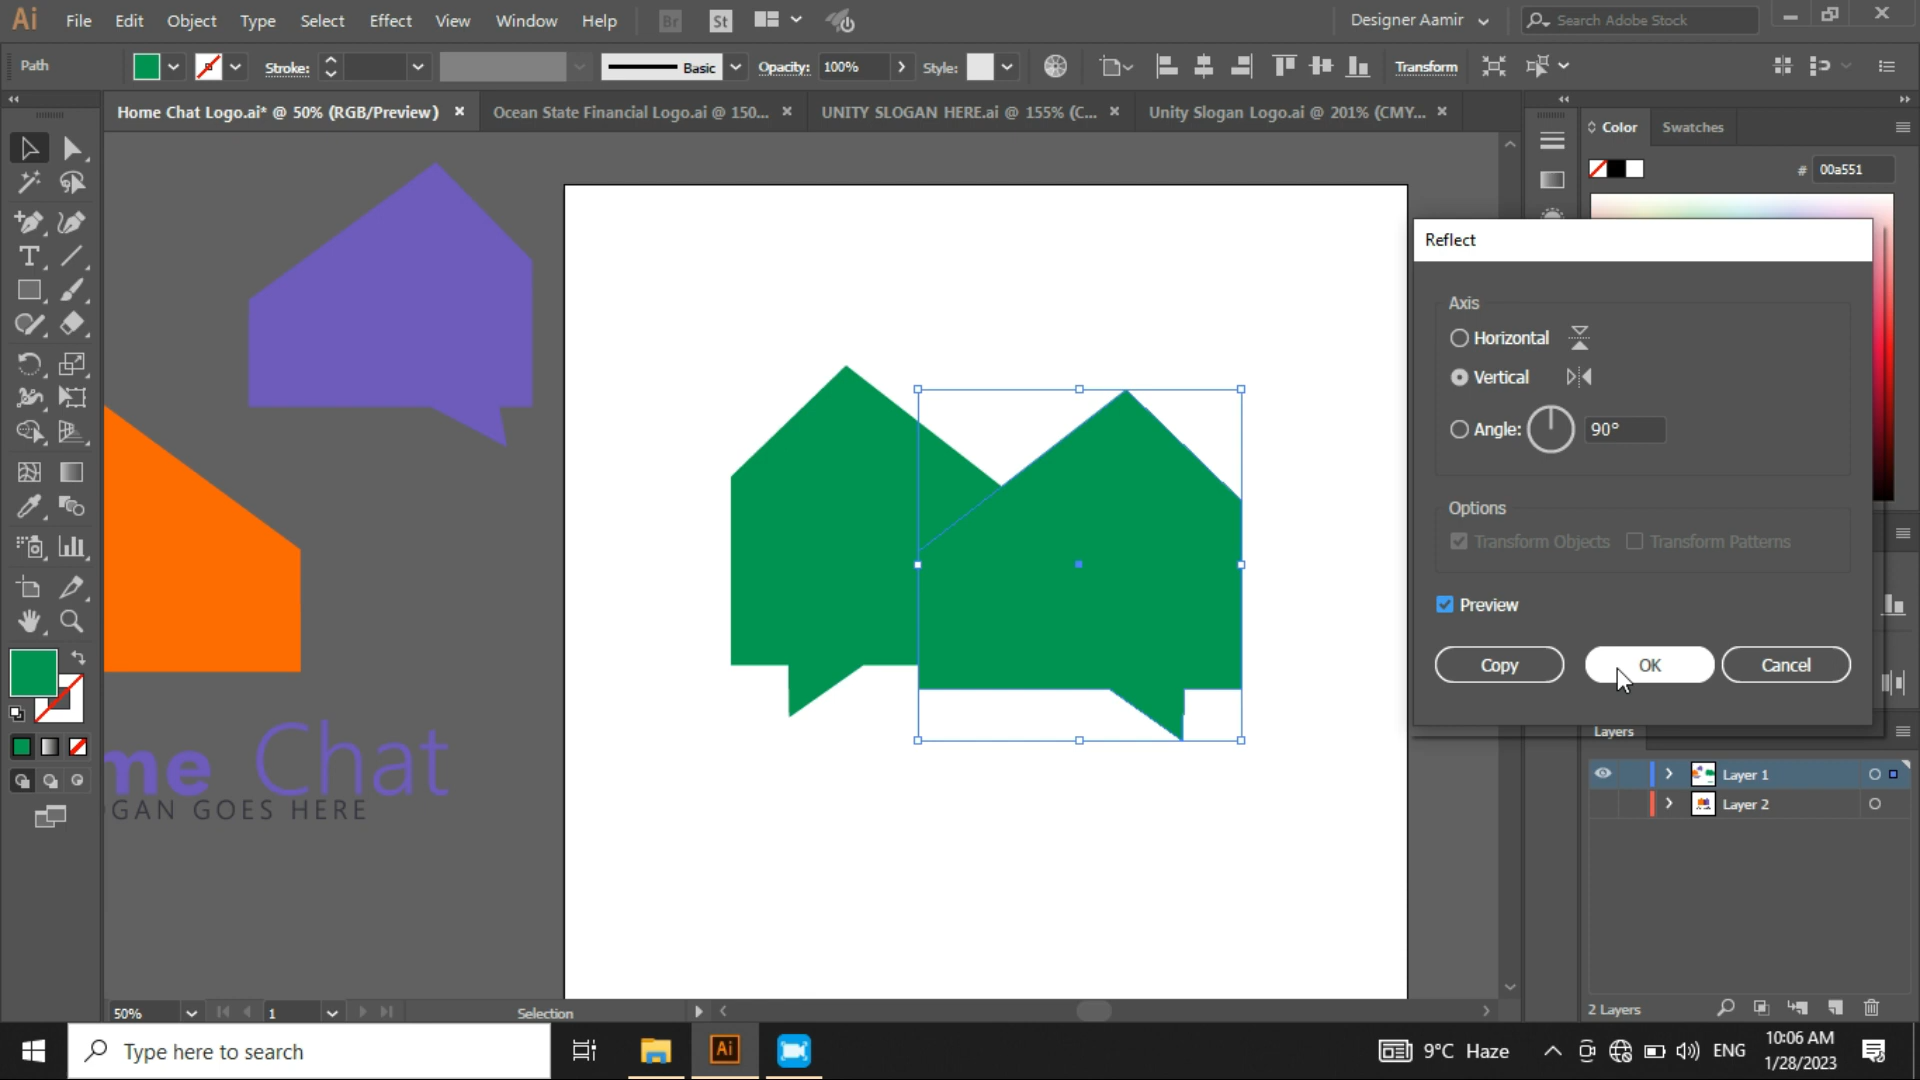 Ai File Edit Object Type Select Effect View Window Help Br St Designer Aamir Search Adobe Stock
Path Stroke: Basic Opacity: 100% Style: Transform
Home Chat Logo.ai* @ 50% (RGB/Preview) Ocean State Financial Logo.ai @ 150... UNITY SLOGAN HERE.ai @ 155% (C... Unity Slogan Logo.ai @ 201% (CMY...
Color Swatches
# 00a551
Reflect
Axis
Horizontal
Vertical
Angle: 90°
Options
Transform Objects Transform Patterns
Preview
Copy OK Cancel
me Chat
OGAN GOES HERE
Layers
Layer 1
Layer 2
2 Layers
50% 1 Selection
Type here to search Ai 9°C Haze ENG 10:06 AM
1/28/2023